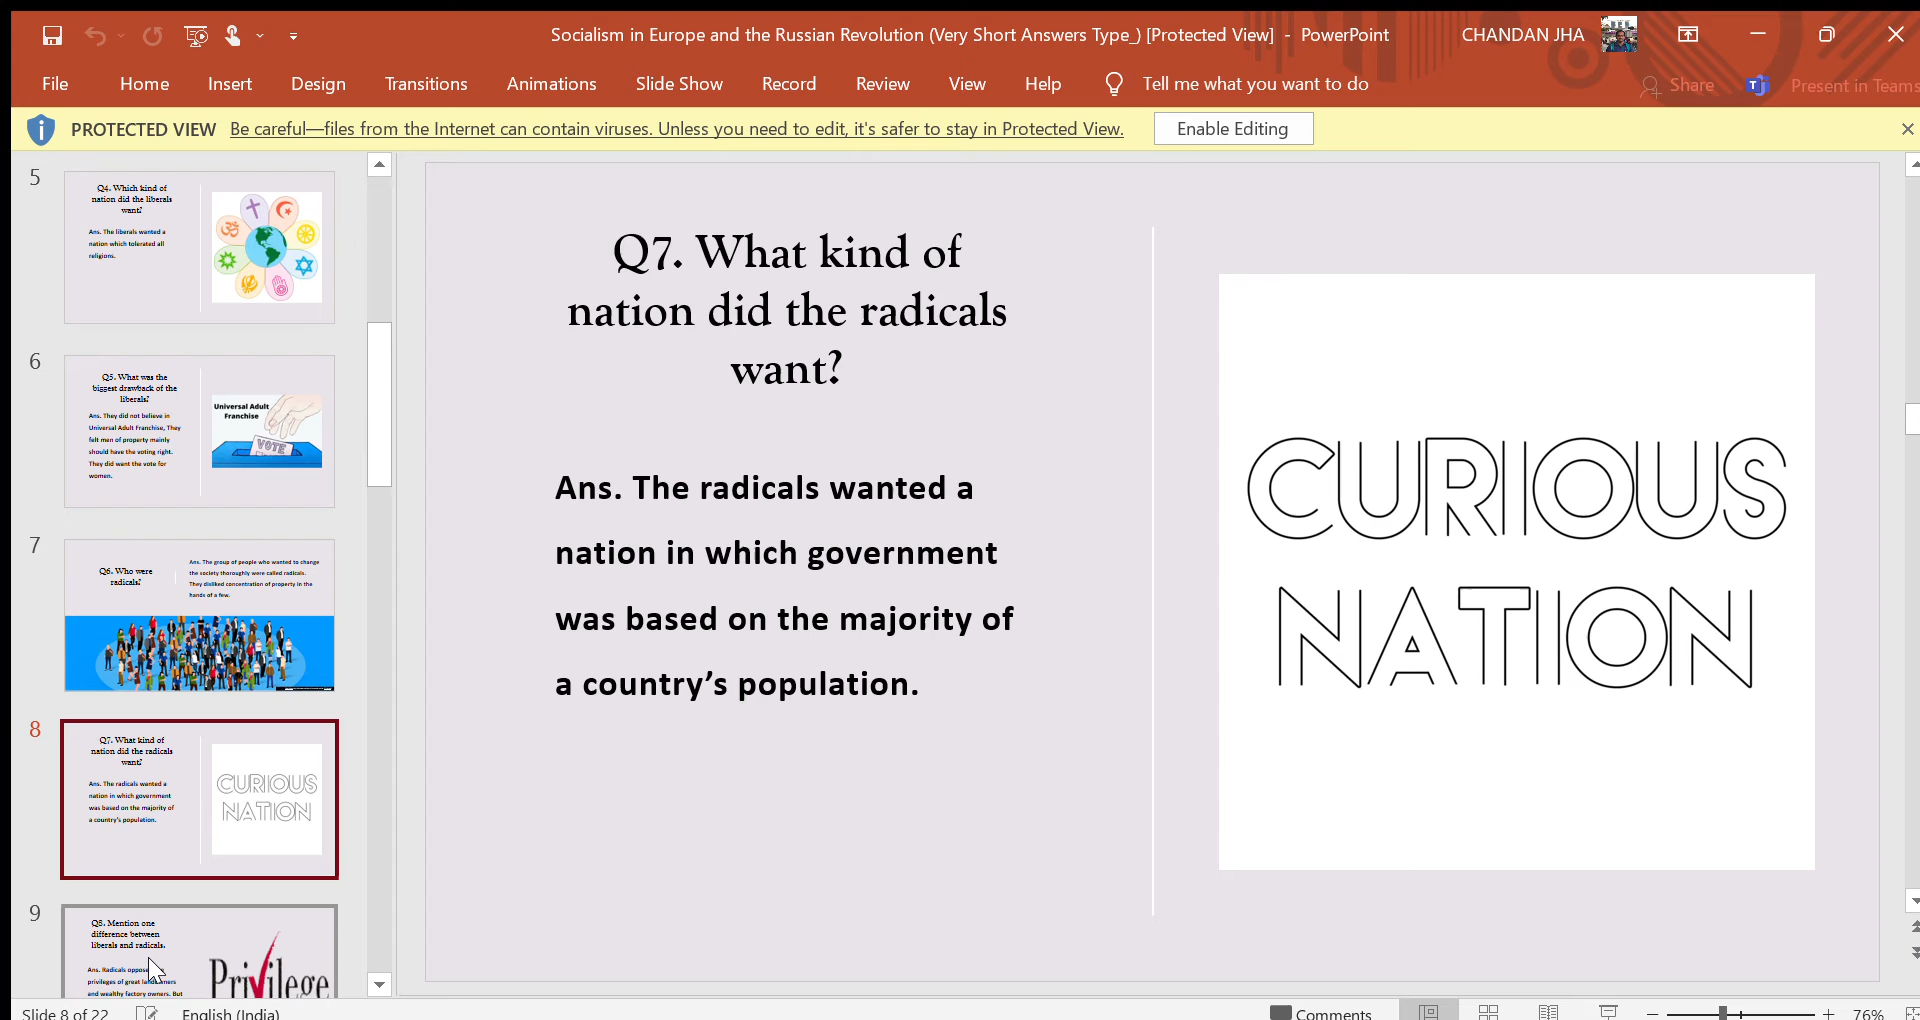 Socialism in Europe and the Russian Revolution (Very Short Answers Type_) [Protected View] - PowerPoint
CHANDAN JHA
File Home Insert Design Transitions Animations Slide Show Record Review View Help Tell me what you want to do
Share Present in Teams
PROTECTED VIEW Be careful—files from the Internet can contain viruses. Unless you need to edit, it's safer to stay in Protected View. Enable Editing
5
Q4. Which kind of
nation did the liberals
want?
Ans. The liberals wanted a
nation which tolerated all
religions.
6
Q5. What was the
biggest drawback of the
liberals?
Ans. They did not believe in
Universal Adult Franchise, They
felt men of property mainly
should have the voting right.
They did want the vote for
women.
Universal Adult
Franchise
VOTE
7
Q6. Who were
radicals?
Ans. The group of people who wanted to change
the society thoroughly were called radicals.
They disliked concentration of property in the
hands of a few.
8
Q7. What kind of
nation did the radicals
want?
Ans. The radicals wanted a
nation in which government
was based on the majority of
a country's population.
CURIOUS
NATION
9
Q8. Mention one
difference between
liberals and radicals.
Ans. Radicals oppose
privileges of great
and wealthy factory owners. But
Privilege
Q7. What kind of
nation did the radicals
want?
Ans. The radicals wanted a
nation in which government
was based on the majority of
a country's population.
CURIOUS
NATION
Slide 8 of 22 English (India)
Comments 76%